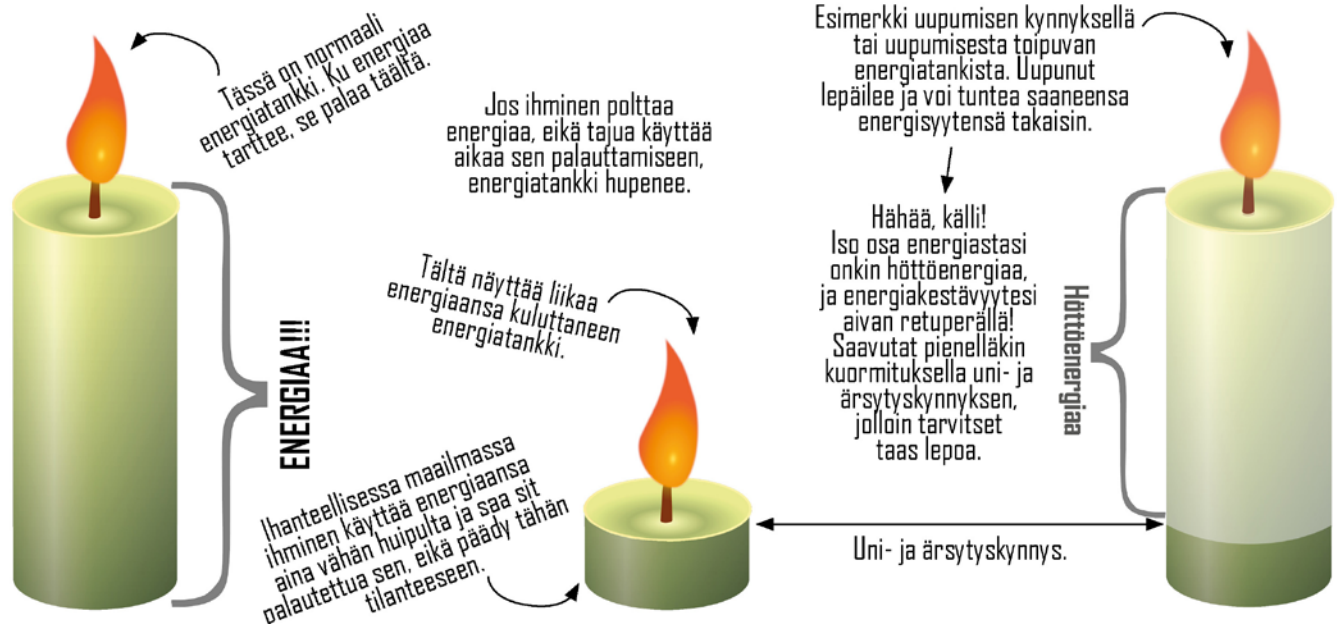 Tässä on normaali
energiatankki. Ku energiaa
tarttee, se palaa täältä.
ENERGIAA!!!
Jos ihminen polttaa
energiaa, eikä tajua käyttää
aikaa sen palauttamiseen,
energiatankki hupenee.
Tältä näyttää liikaa
energiaansa kuluttaneen
energiatankki.
Ihanteellisessa maailmassa
ihminen käyttää energiaansa
aina vähän huipulta ja saa sit
palautettua sen, eikä päädy tähän
tilanteeseen.
Esimerkki uupumisen kynnyksellä
tai uupumisesta toipuvan
energiatankista. Uupunut
lepäilee ja voi tuntea saaneensa
energisyytensä takaisin.
Hähää, källi!
Iso osa energiastasi
onkin höttöenergiaa,
ja energiakestävyytesi
aivan retuperällä!
Saavutat pienelläkin
kuormituksella uni- ja
ärsytyskynnyksen,
jolloin tarvitset
taas lepoa.
Höttöenergiaa
Uni- ja ärsytyskynnys.